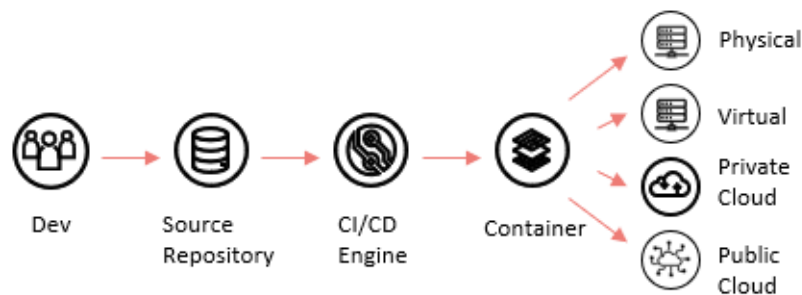 Dev
Source
Repository
CI/CD
Engine
Container
Physical
Virtual
Private
Cloud
Public
Cloud